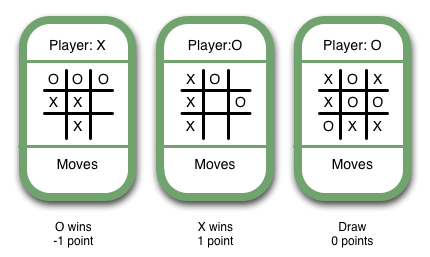 Player: X
O O O
X X
X
Moves
O wins
-1 point
Player:O
X O
X O
X
Moves
X wins
1 point
Player: O
X O X
X O O
O X X
Moves
Draw
0 points